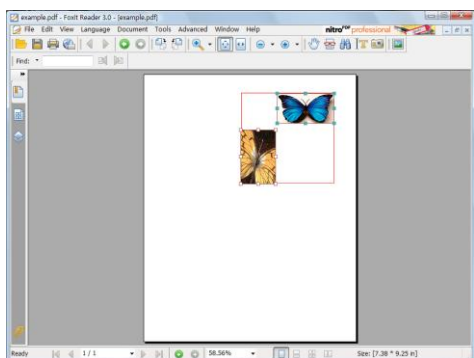 example.pdf - Foxit Reader 3.0 - [example.pdf]
File Edit View Language Document Tools Advanced Window Help
nitro PDF professional
Find:
Ready
1 / 1
58.56%
Size: [7.38 * 9.25 in]